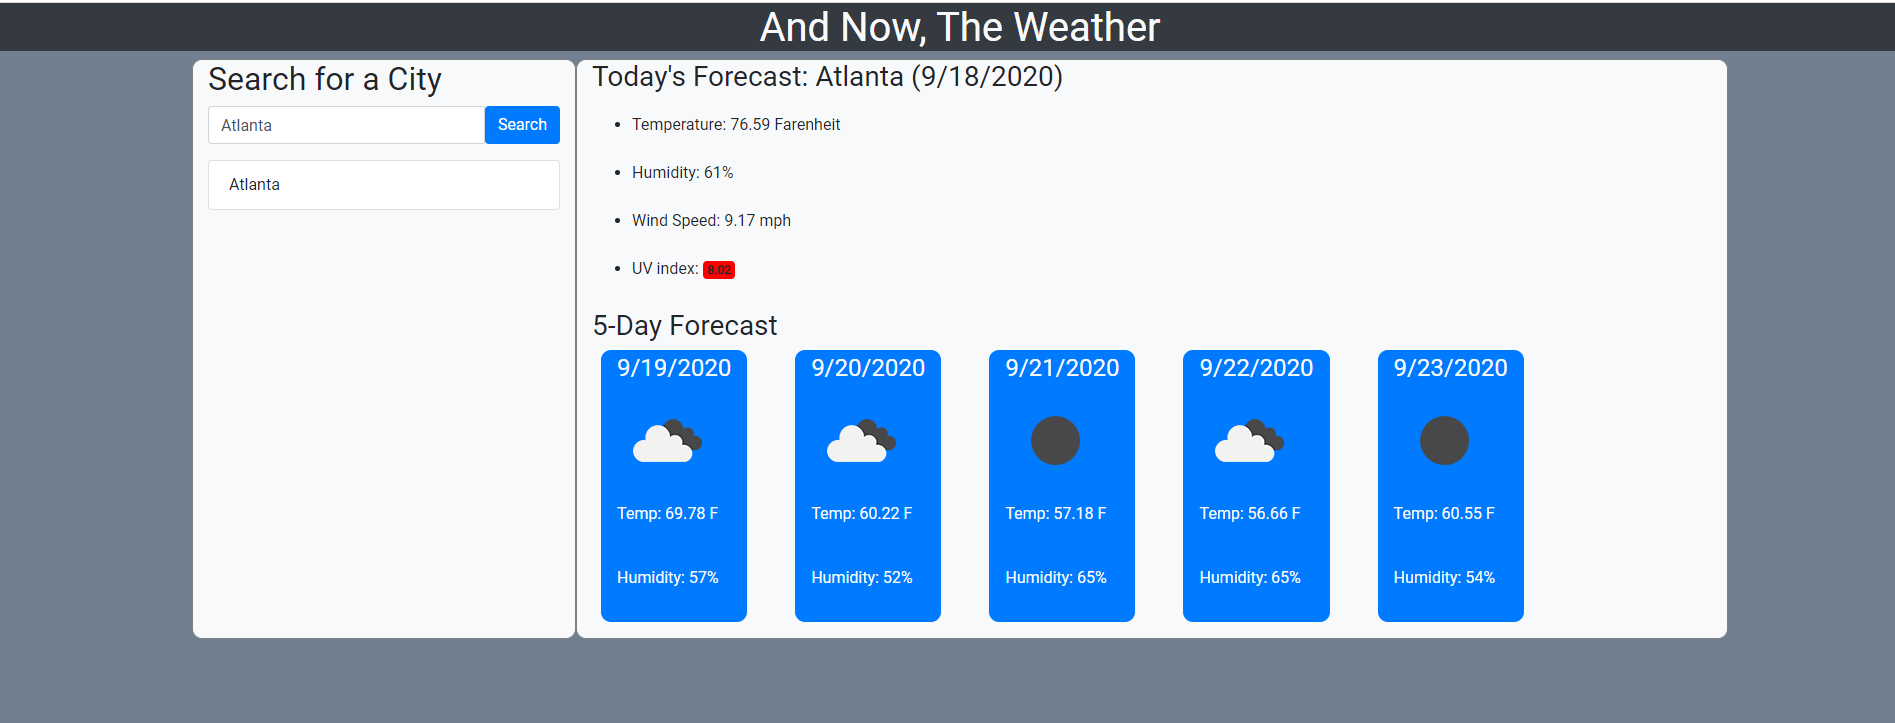 And Now, The Weather
Search for a City
Atlanta
Search
Atlanta
Today's Forecast: Atlanta (9/18/2020)
Temperature: 76.59 Farenheit
Humidity: 61%
Wind Speed: 9.17 mph
UV index: 8.02
5-Day Forecast
9/19/2020
Temp: 69.78 F
Humidity: 57%
9/20/2020
Temp: 60.22 F
Humidity: 52%
9/21/2020
Temp: 57.18 F
Humidity: 65%
9/22/2020
Temp: 56.66 F
Humidity: 65%
9/23/2020
Temp: 60.55 F
Humidity: 54%